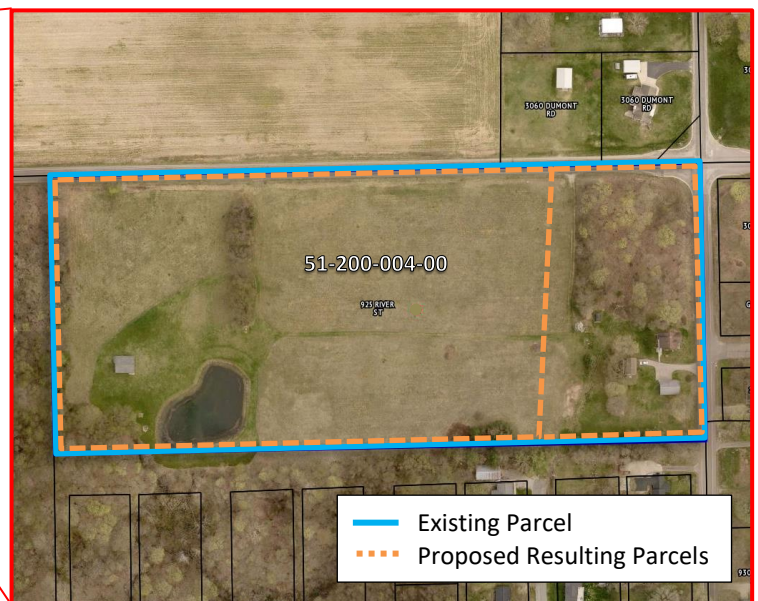 3060 DUMONT
RD
3060 DUMONT
RD
51-200-004-00
925 RIVER
ST
Existing Parcel
Proposed Resulting Parcels